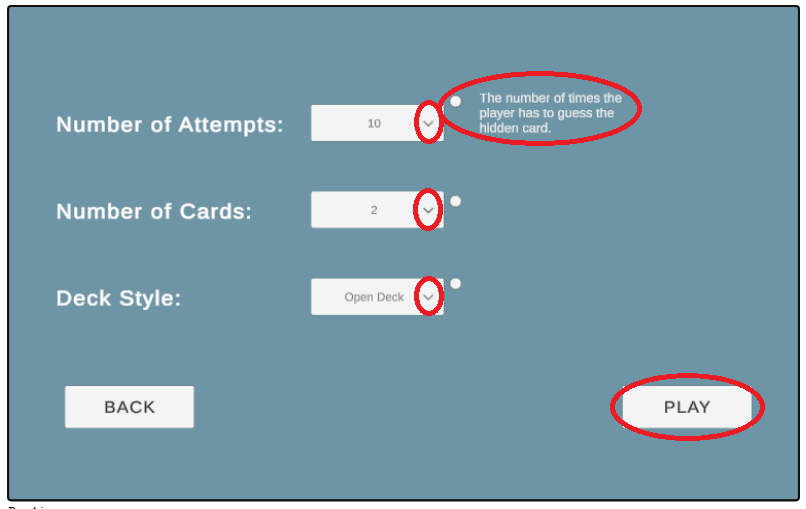 The number of times the
player has to guess the
hidden card.
Number of Attempts:
10
Number of Cards:
2
Deck Style:
Open Deck
BACK
PLAY